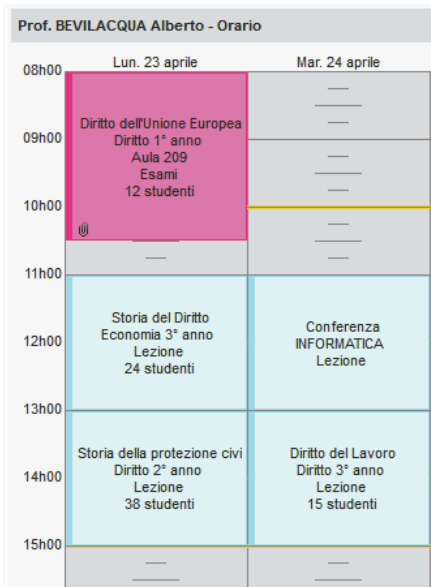 Prof. BEVILACQUA Alberto - Orario
Lun. 23 aprile
Mar. 24 aprile
08h00
09h00
10h00
11h00
12h00
13h00
14h00
15h00
Diritto dell'Unione Europea
Diritto 1° anno
Aula 209
Esami
12 studenti
Storia del Diritto
Economia 3° anno
Lezione
24 studenti
Conferenza
INFORMATICA
Lezione
Storia della protezione civi
Diritto 2° anno
Lezione
38 studenti
Diritto del Lavoro
Diritto 3° anno
Lezione
15 studenti